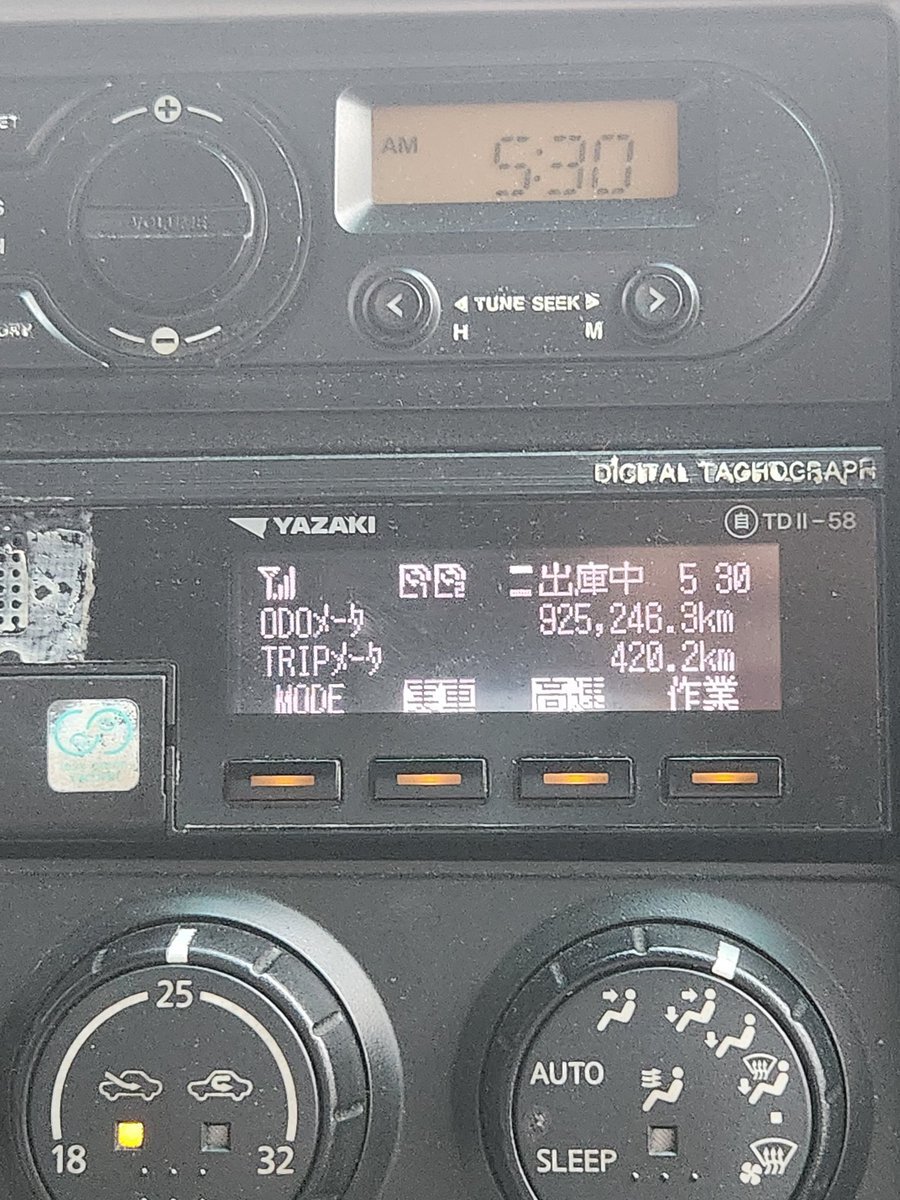 AM 5:30
VOLUME
TUNE SEEK
H M
DIGITAL TACHOGRAPH
YAZAKI
自 TDII-58
出庫中 5 30
ODOメータ 925,246.3km
TRIPメータ 420.2km
MODE 実車 高速 作業
25
18 32
AUTO
SLEEP